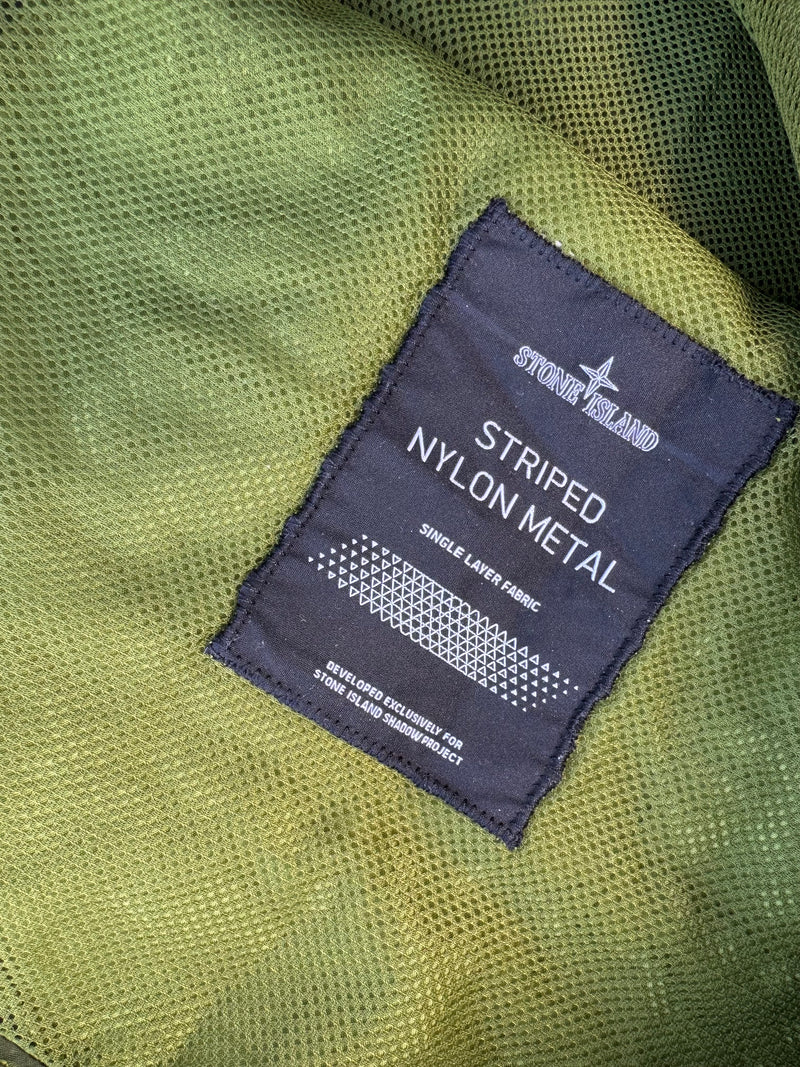 STONE ISLAND
STRIPED
NYLON METAL
SINGLE LAYER FABRIC
DEVELOPED EXCLUSIVELY FOR
STONE ISLAND SHADOW PROJECT